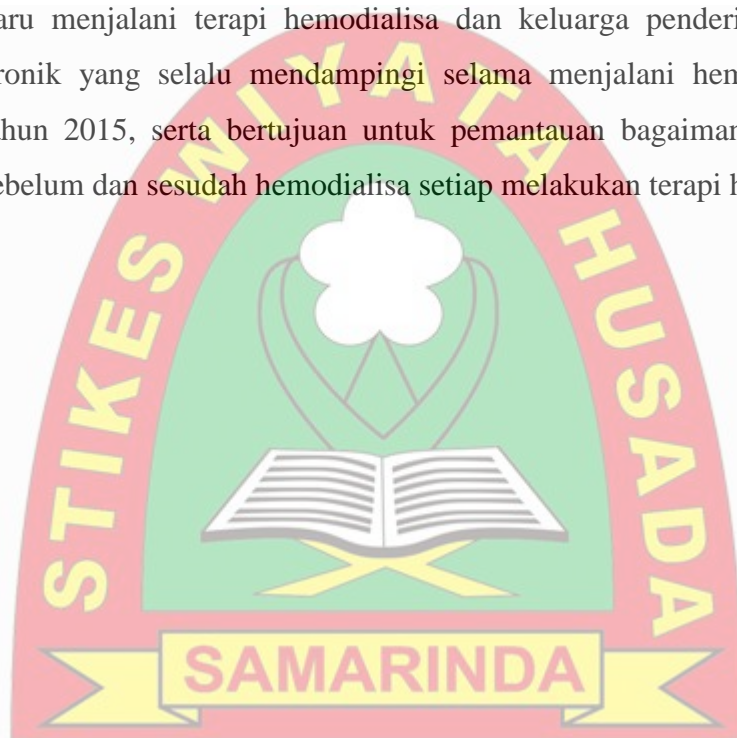 aru menjalani terapi hemodialisa dan keluarga penderi
ronik yang selalu mendampingi selama menjalani hem
ahun 2015, serta bertujuan untuk pemantauan bagaiman
ebelum dan sesudah hemodialisa setiap melakukan terapi h
STIKES WIYATA HUSADA
SAMARINDA